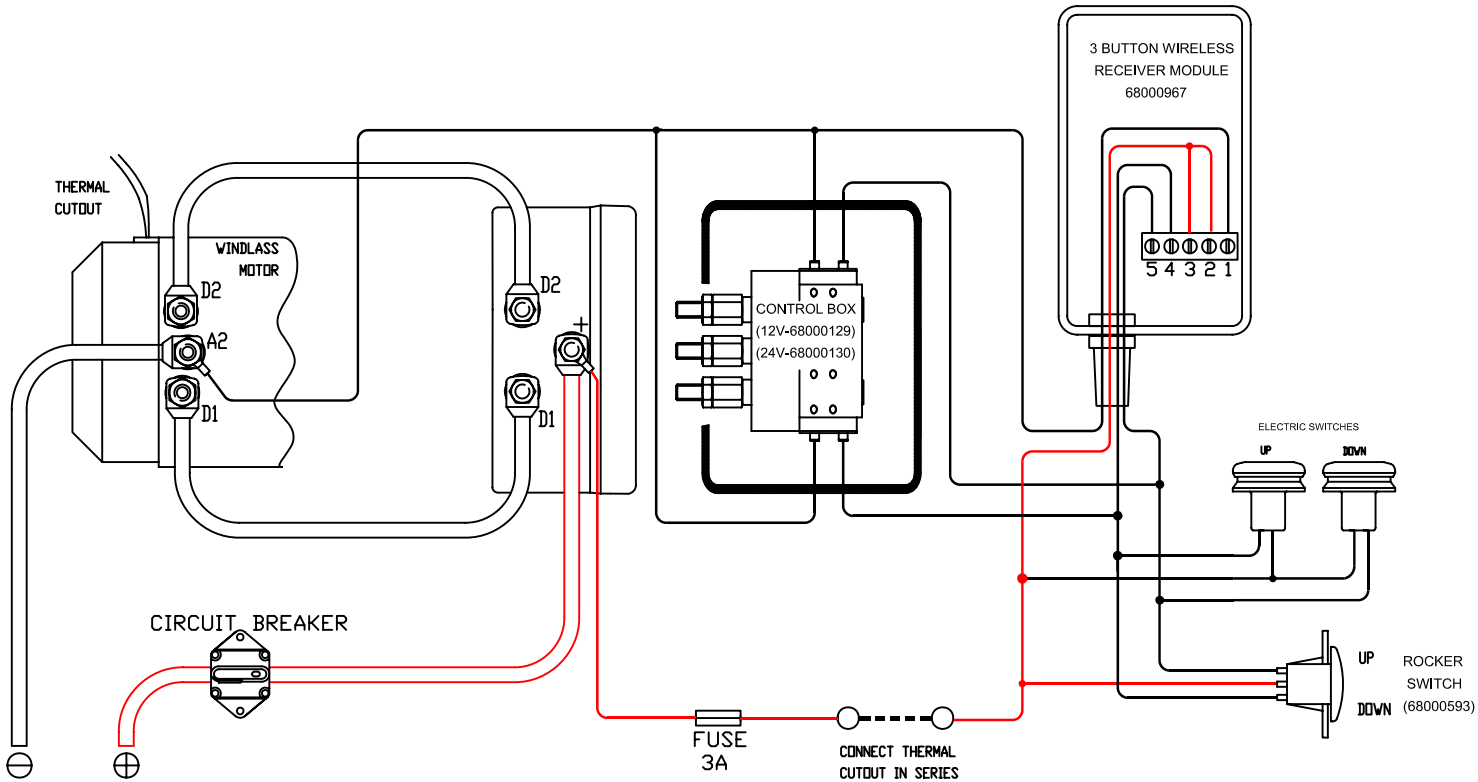 3 BUTTON WIRELESS
RECEIVER MODULE
68000967
THERMAL
CUTOUT
WINDLASS
MOTOR
D2
D2
A2
+
D1
D1
CONTROL BOX
(12V-68000129)
(24V-68000130)
5 4 3 2 1
ELECTRIC SWITCHES
UP
DOWN
CIRCUIT BREAKER
UP
DOWN
ROCKER
SWITCH
(68000593)
FUSE
3A
CONNECT THERMAL
CUTOUT IN SERIES